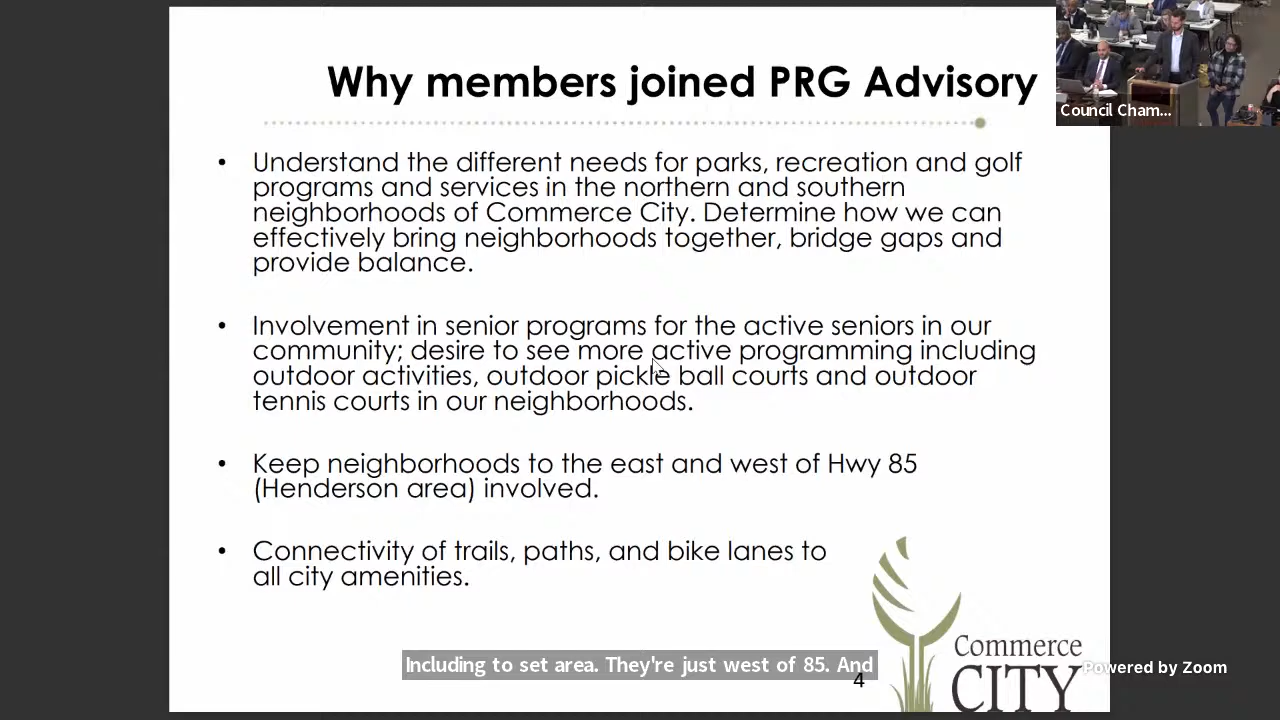 Why members joined PRG Advisory
Council Cham...
• Understand the different needs for parks, recreation and golf
programs and services in the northern and southern
neighborhoods of Commerce City. Determine how we can
effectively bring neighborhoods together, bridge gaps and
provide balance.
• Involvement in senior programs for the active seniors in our
community; desire to see more active programming including
outdoor activities, outdoor pickle ball courts and outdoor
tennis courts in our neighborhoods.
• Keep neighborhoods to the east and west of Hwy 85
(Henderson area) involved.
• Connectivity of trails, paths, and bike lanes to
all city amenities.
Including to set area. They're just west of 85. And
4
Commerce
CITY
Powered by Zoom